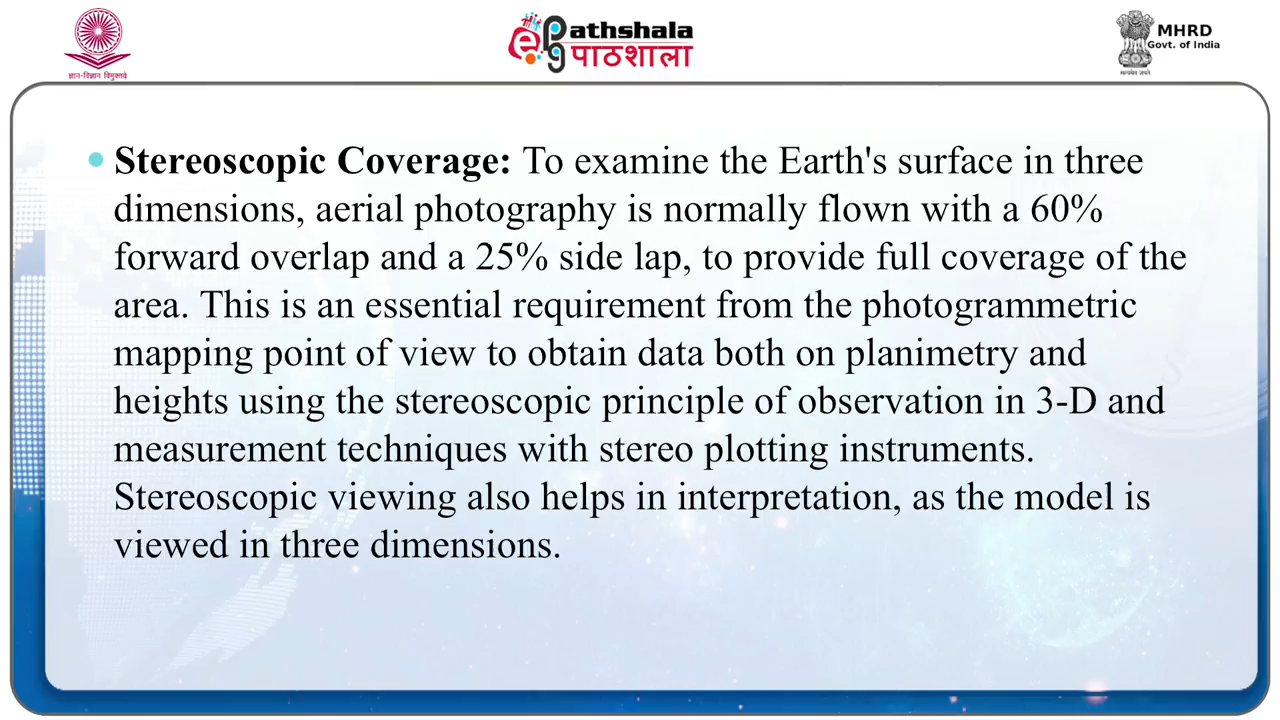 ज्ञान-विज्ञान विमुक्तये
Pathshala
पाठशाला
MHRD
Govt. of India
सत्यमेव जयते
Stereoscopic Coverage: To examine the Earth's surface in three
dimensions, aerial photography is normally flown with a 60%
forward overlap and a 25% side lap, to provide full coverage of the
area. This is an essential requirement from the photogrammetric
mapping point of view to obtain data both on planimetry and
heights using the stereoscopic principle of observation in 3-D and
measurement techniques with stereo plotting instruments.
Stereoscopic viewing also helps in interpretation, as the model is
viewed in three dimensions.